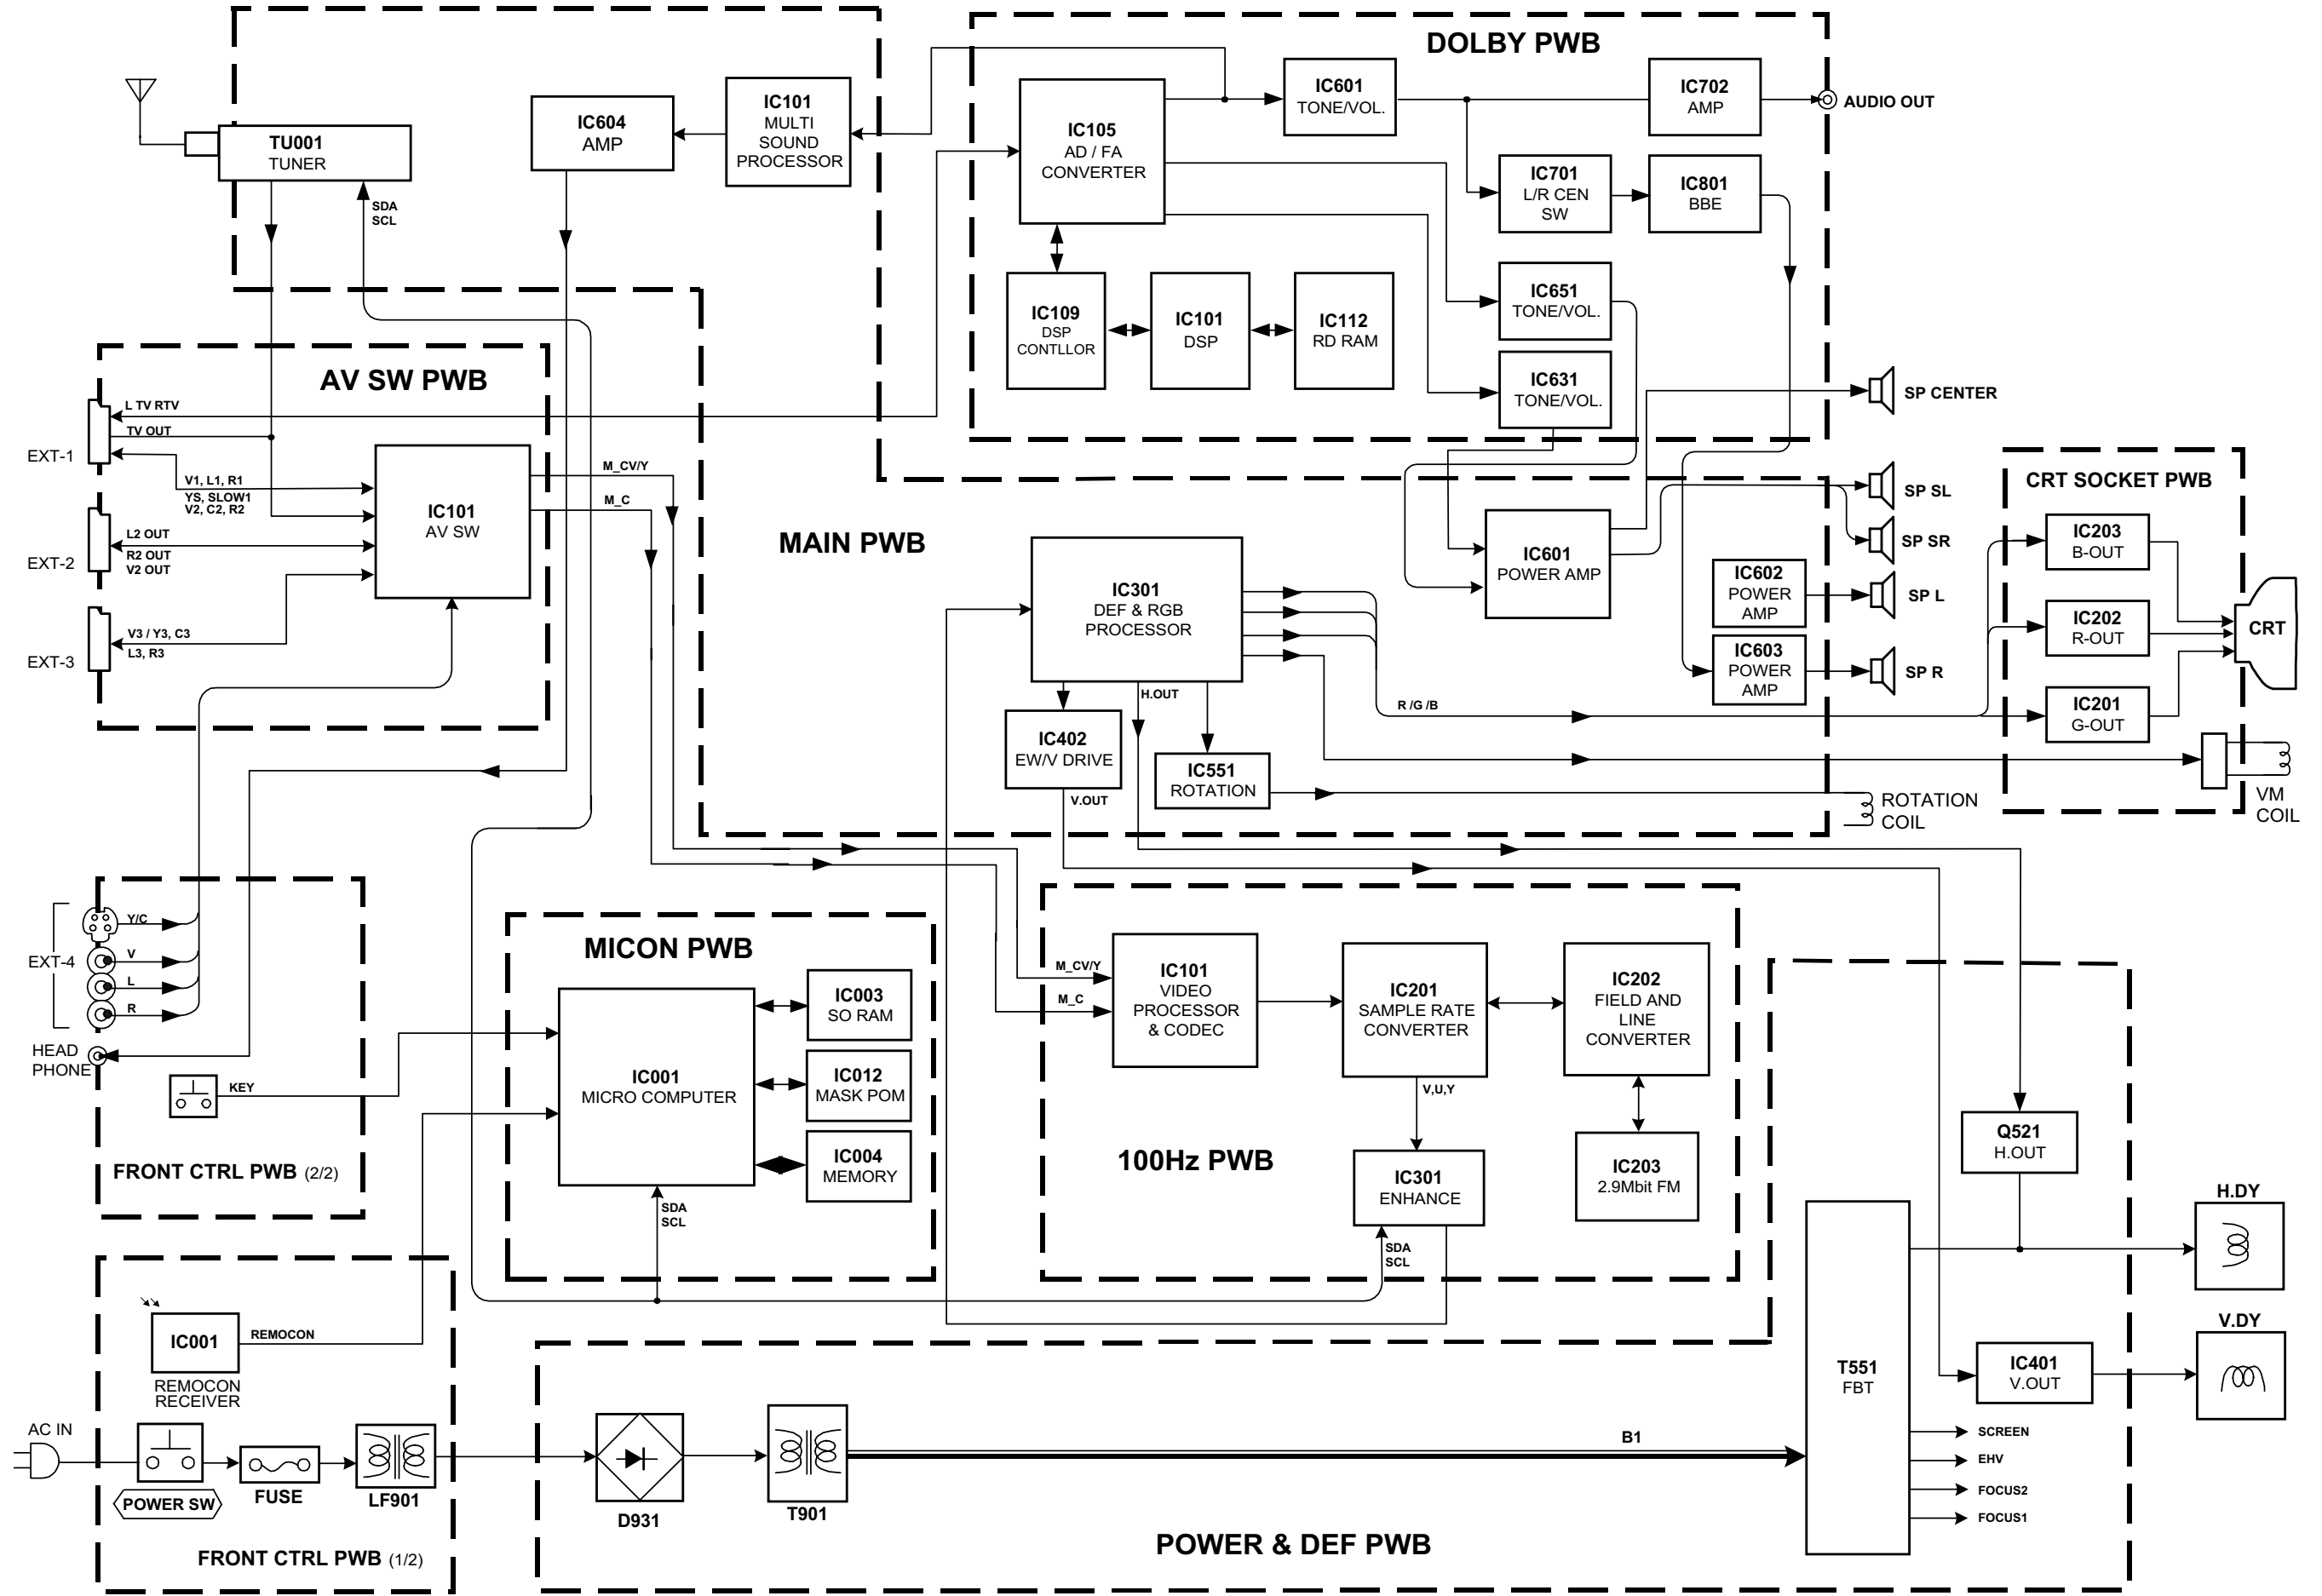 DOLBY PWB
IC601
TONE/VOL.
IC702
AMP
AUDIO OUT
IC604
AMP
IC101
MULTI
SOUND
PROCESSOR
IC105
AD / FA
CONVERTER
TU001
TUNER
SDA
SCL
IC701
L/R CEN
SW
IC801
BBE
IC109
DSP
CONTLLOR
IC101
DSP
IC112
RD RAM
IC651
TONE/VOL.
IC631
TONE/VOL.
SP CENTER
AV SW PWB
L TV RTV
TV OUT
EXT-1
V1, L1, R1
YS, SLOW1
V2, C2, R2
L2 OUT
R2 OUT
V2 OUT
EXT-2
V3 / Y3, C3
L3, R3
EXT-3
IC101
AV SW
M_CV/Y
M_C
MAIN PWB
IC301
DEF & RGB
PROCESSOR
IC601
POWER AMP
IC602
POWER
AMP
IC603
POWER
AMP
SP SL
SP SR
SP L
SP R
CRT SOCKET PWB
IC203
B-OUT
IC202
R-OUT
IC201
G-OUT
CRT
H.OUT
R /G /B
IC402
EW/V DRIVE
V.OUT
IC551
ROTATION
ROTATION
COIL
VM
COIL
Y/C
V
L
R
EXT-4
HEAD
PHONE
KEY
FRONT CTRL PWB (2/2)
MICON PWB
IC001
MICRO COMPUTER
IC003
SO RAM
IC012
MASK POM
IC004
MEMORY
SDA
SCL
M_CV/Y
M_C
IC101
VIDEO
PROCESSOR
& CODEC
IC201
SAMPLE RATE
CONVERTER
IC202
FIELD AND
LINE
CONVERTER
V,U,Y
100Hz PWB
IC301
ENHANCE
IC203
2.9Mbit FM
SDA
SCL
Q521
H.OUT
H.DY
V.DY
IC001
REMOCON
REMOCON
RECEIVER
AC IN
POWER SW
FUSE
LF901
FRONT CTRL PWB (1/2)
D931
T901
B1
T551
FBT
IC401
V.OUT
SCREEN
EHV
FOCUS2
FOCUS1
POWER & DEF PWB